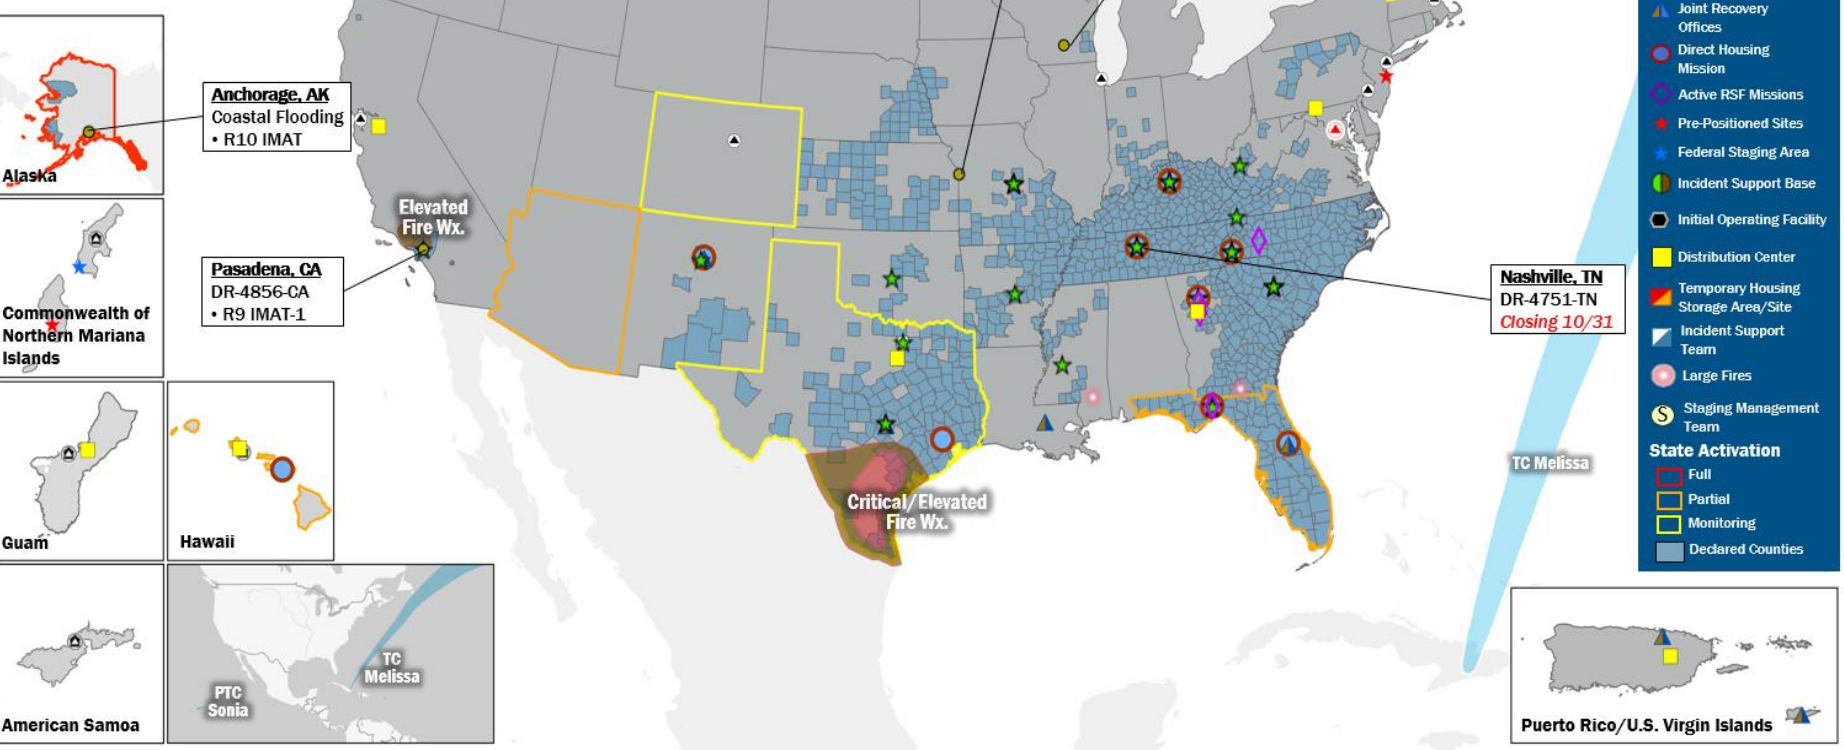 Anchorage, AK
Coastal Flooding
• R10 IMAT
Alaska
Commonwealth of
Northern Mariana
Islands
Guam
Hawaii
American Samoa
PTC
Sonia
TC
Melissa
Elevated
Fire Wx.
Pasadena, CA
DR-4856-CA
• R9 IMAT-1
Critical/Elevated
Fire Wx.
Nashville, TN
DR-4751-TN
Closing 10/31
TC Melissa
Puerto Rico/U.S. Virgin Islands
Joint Recovery
Offices
Direct Housing
Mission
Active RSF Missions
Pre-Positioned Sites
Federal Staging Area
Incident Support Base
Initial Operating Facility
Distribution Center
Temporary Housing
Storage Area/Site
Incident Support
Team
Large Fires
S
Staging Management
Team
State Activation
Full
Partial
Monitoring
Declared Counties